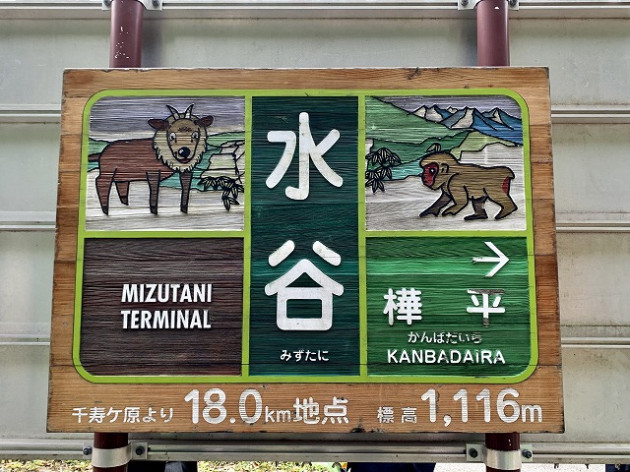 水谷
みずたに
MIZUTANI
TERMINAL
→
樺平
かんばだいら
KANBADAIRA
千寿ケ原より 18.0km地点 標高 1,116m